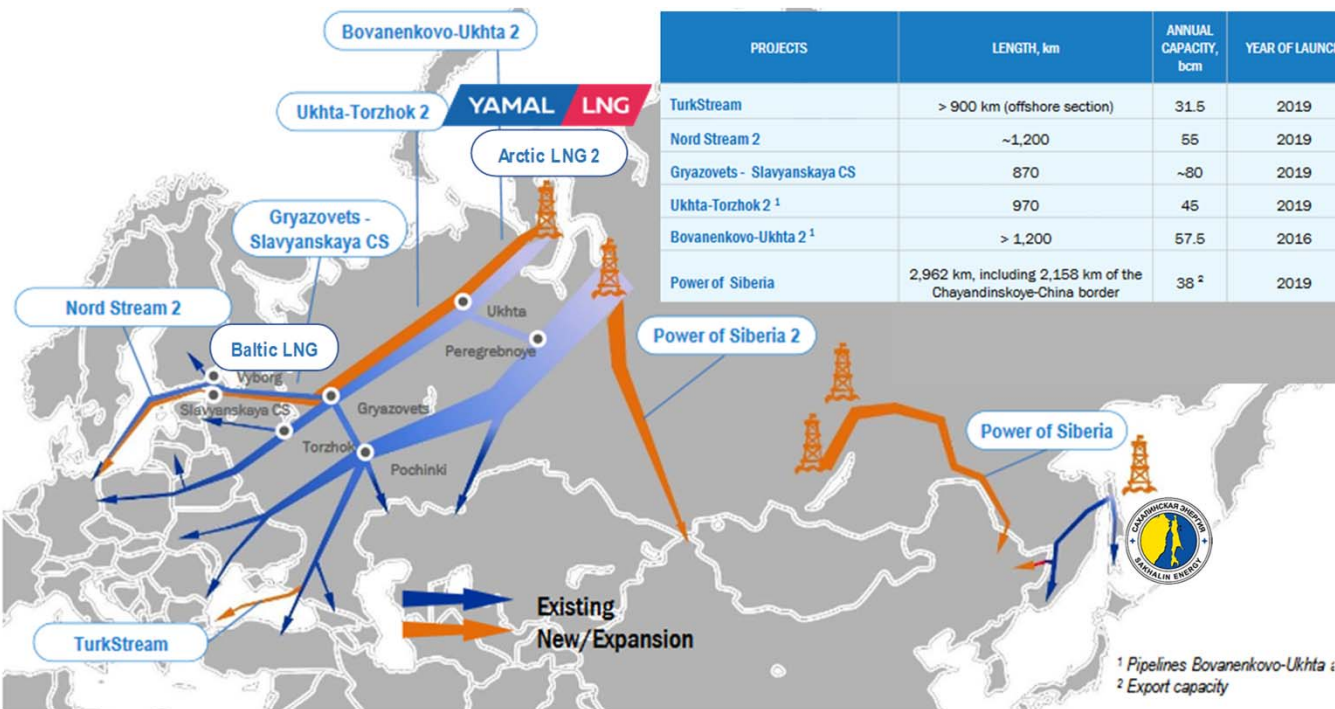 Bovanenkovo-Ukhta 2
Ukhta-Torzhok 2
YAMAL LNG
Arctic LNG 2
Gryazovets -
Slavyanskaya CS
Nord Stream 2
Baltic LNG
Vyborg
Slavyanskaya CS
Ukhta
Peregrebnoye
Gryazovets
Torzhok
Pochinki
TurkStream
Existing
New/Expansion
Power of Siberia 2
Power of Siberia
САХАЛИНСКАЯ ЭНЕРГИЯ
SAKHALIN ENERGY
PROJECTS LENGTH, km ANNUAL CAPACITY, bcm YEAR OF LAUNC
TurkStream > 900 km (offshore section) 31.5 2019
Nord Stream 2 ~1,200 55 2019
Gryazovets - Slavyanskaya CS 870 ~80 2019
Ukhta-Torzhok 2 ¹ 970 45 2019
Bovanenkovo-Ukhta 2 ¹ > 1,200 57.5 2016
Power of Siberia 2,962 km, including 2,158 km of the Chayandinskoye-China border 38 ² 2019
¹ Pipelines Bovanenkovo-Ukhta a
² Export capacity